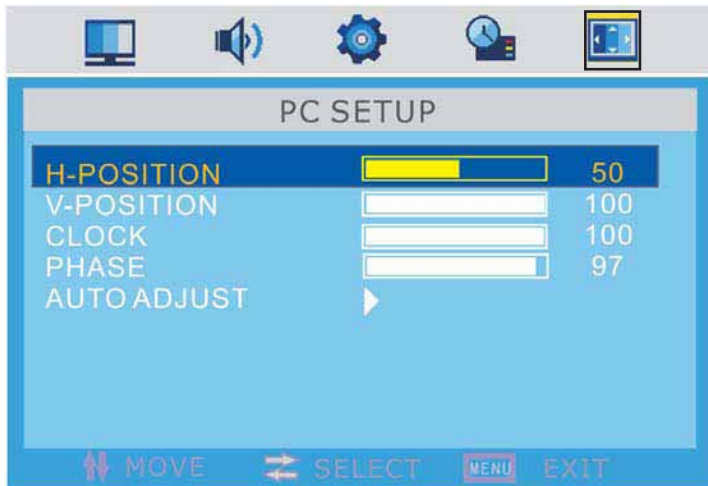 PC SETUP
H-POSITION 50
V-POSITION 100
CLOCK 100
PHASE 97
AUTO ADJUST
MOVE SELECT MENU EXIT